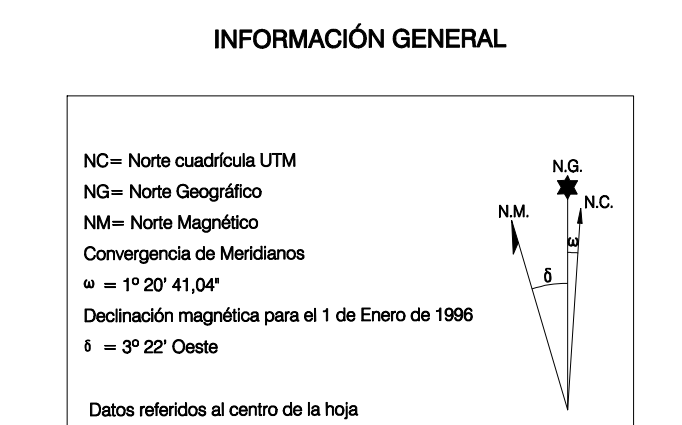 INFORMACIÓN GENERAL
NC= Norte cuadrícula UTM
NG= Norte Geográfico
NM= Norte Magnético
Convergencia de Meridianos
ω = 1º 20' 41,04"
Declinación magnética para el 1 de Enero de 1996
δ = 3º 22' Oeste
Datos referidos al centro de la hoja
N.G.
N.C.
N.M.
ω
δ